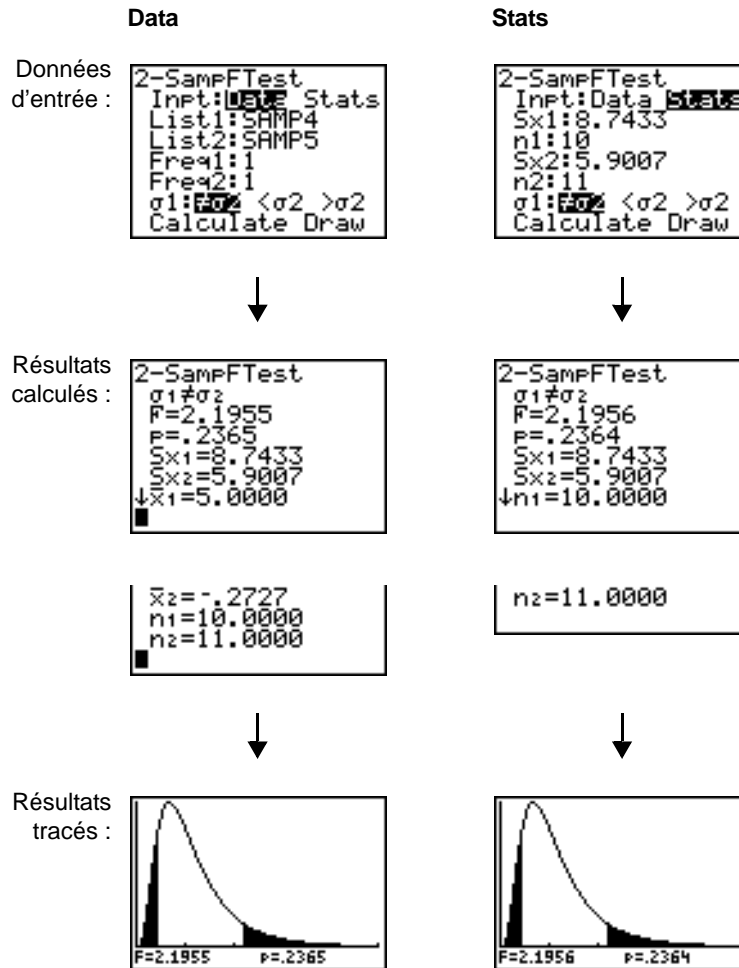 Data
Stats
Données
d'entrée :
2-SampFTest
Inpt:Data Stats
List1:SAMP4
List2:SAMP5
Freq1:1
Freq2:1
σ1:≠σ2 <σ2 >σ2
Calculate Draw
2-SampFTest
Inpt:Data Stats
Sx1:8.7433
n1:10
Sx2:5.9007
n2:11
σ1:≠σ2 <σ2 >σ2
Calculate Draw
Résultats
calculés :
2-SampFTest
σ1≠σ2
F=2.1955
p=.2365
Sx1=8.7433
Sx2=5.9007
↓x̄1=5.0000
2-SampFTest
σ1≠σ2
F=2.1956
p=.2364
Sx1=8.7433
Sx2=5.9007
↓n1=10.0000
x̄2=-.2727
n1=10.0000
n2=11.0000
n2=11.0000
Résultats
tracés :
F=2.1955 p=.2365
F=2.1956 p=.2364